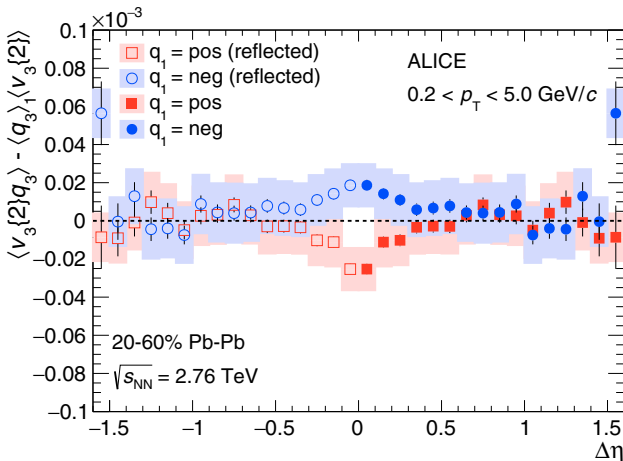 ×10⁻³
⟨v₃{2}q₃⟩ - ⟨q₃⟩₁⟨v₃{2}⟩
0.1
0.08
0.06
0.04
0.02
0
−0.02
−0.04
−0.06
−0.08
−0.1
q₁ = pos (reflected)
q₁ = neg (reflected)
q₁ = pos
q₁ = neg
ALICE
0.2 < p_T < 5.0 GeV/c
20-60% Pb-Pb
√s_NN = 2.76 TeV
−1.5 −1 −0.5 0 0.5 1 1.5
Δη